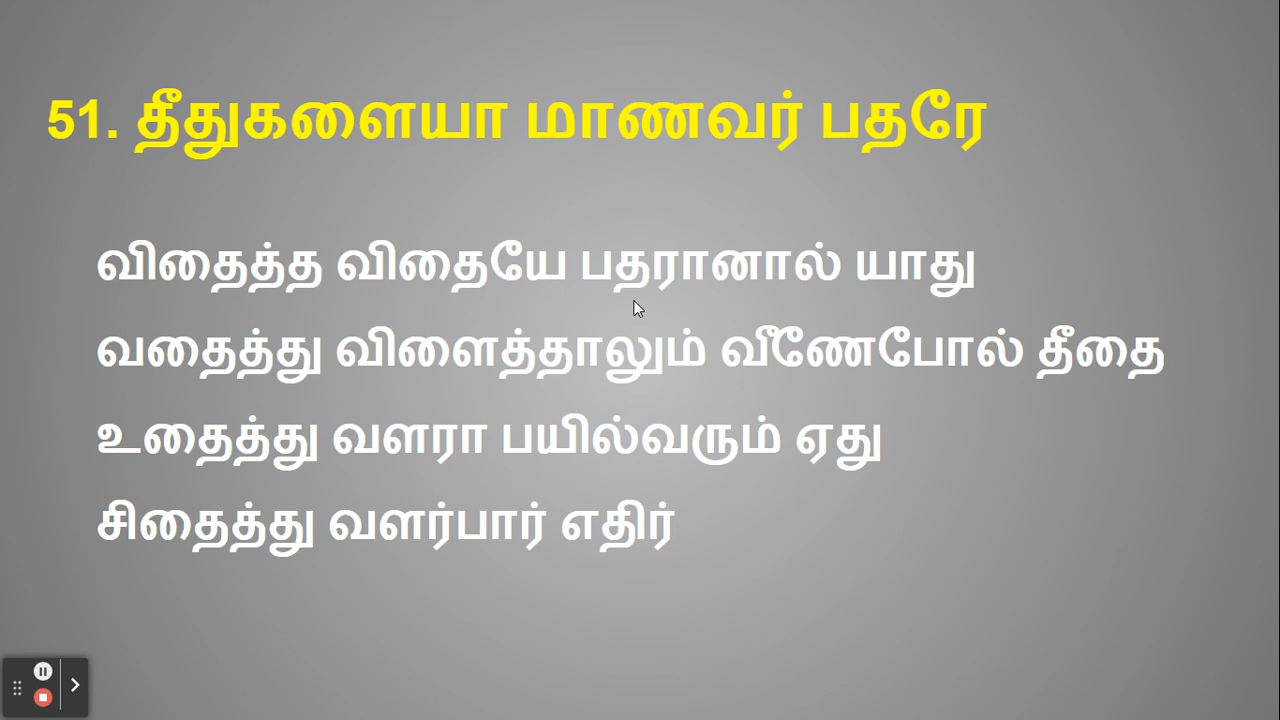 51. தீதுகளையா மாணவர் பதரே
விதைத்த விதையே பதரானால் யாது
வதைத்து விளைத்தாலும் வீணேபோல் தீதை
உதைத்து வளரா பயில்வரும் ஏது
சிதைத்து வளர்பார் எதிர்